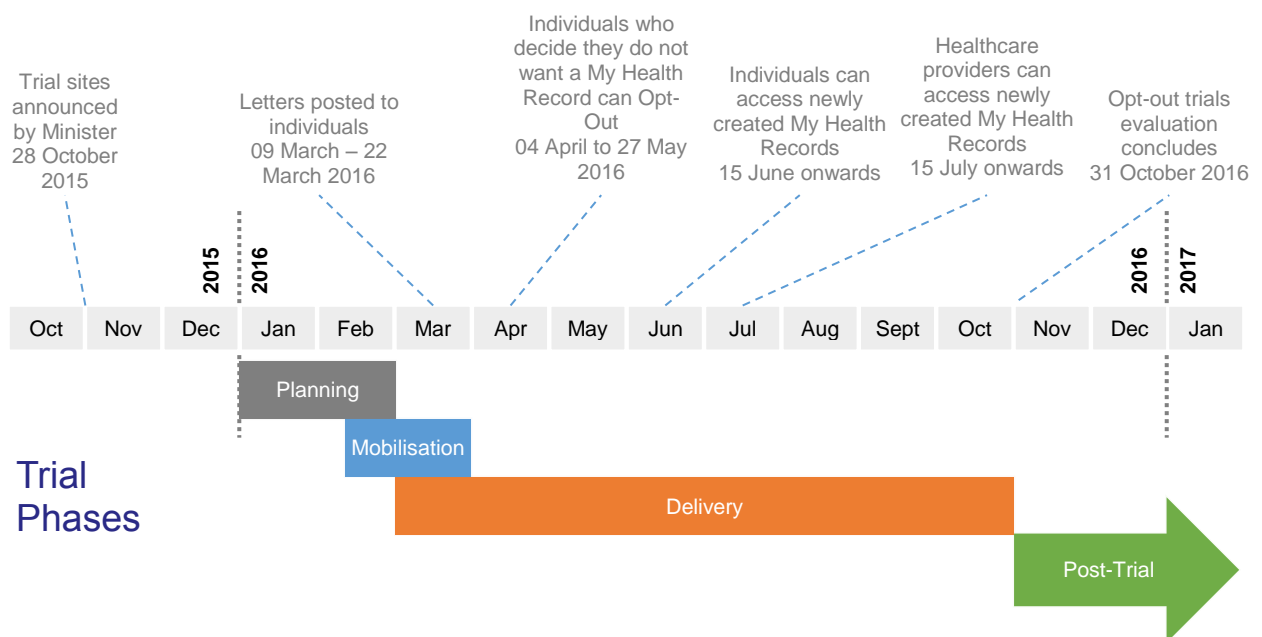 Trial sites
announced
by Minister
28 October
2015
Letters posted to
individuals
09 March – 22
March 2016
Individuals who
decide they do not
want a My Health
Record can Opt-
Out
04 April to 27 May
2016
Individuals can
access newly
created My Health
Records
15 June onwards
Healthcare
providers can
access newly
created My Health
Records
15 July onwards
Opt-out trials
evaluation
concludes
31 October 2016
2015
2016
2016
2017
Oct Nov Dec Jan Feb Mar Apr May Jun Jul Aug Sept Oct Nov Dec Jan
Planning
Mobilisation
Trial
Phases
Delivery
Post-Trial